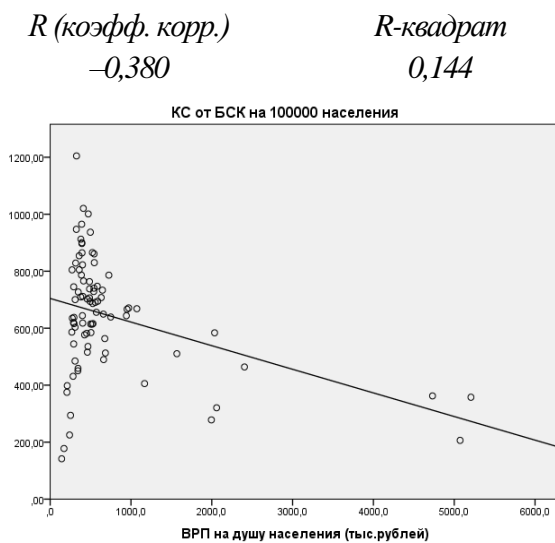 R (коэфф. корр.) R-квадрат
–0,380 0,144
КС от БСК на 100000 населения
1200,00
1000,00
800,00
600,00
400,00
200,00
,00
,0 1000,0 2000,0 3000,0 4000,0 5000,0 6000,0
ВРП на душу населения (тыс.рублей)